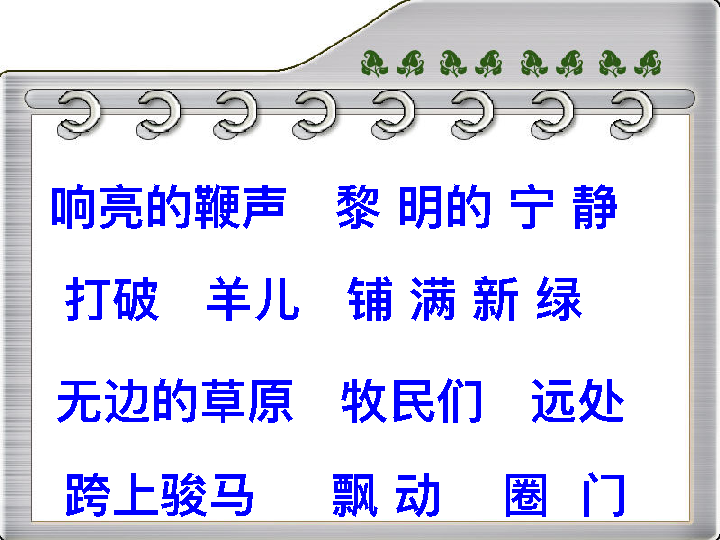 响亮的鞭声 黎明的宁静
打破 羊儿 铺满新绿
无边的草原 牧民们 远处
跨上骏马 飘动 圈门